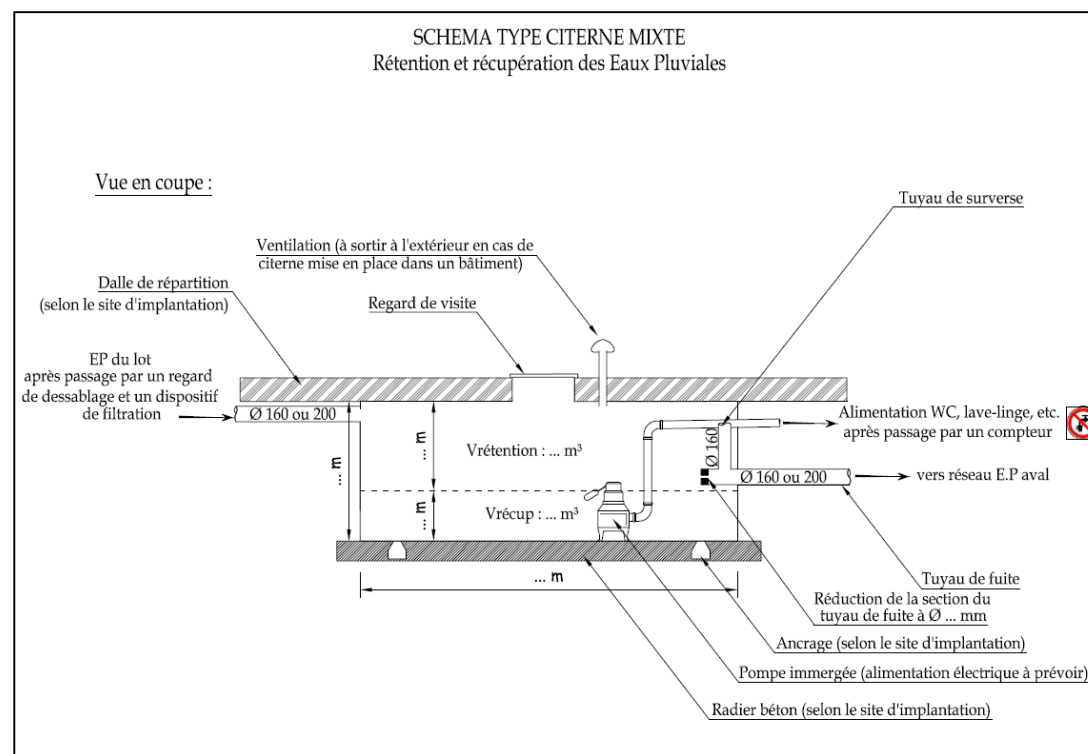 SCHEMA TYPE CITERNE MIXTE
Rétention et récupération des Eaux Pluviales
Vue en coupe :
Tuyau de surverse
Ventilation (à sortir à l'extérieur en cas de
citerne mise en place dans un bâtiment)
Dalle de répartition
(selon le site d'implantation)
Regard de visite
EP du lot
après passage par un regard
de dessablage et un dispositif
de filtration
Ø 160 ou 200
... m
... m
... m
Vrétention : ... m³
Vrécup : ... m³
Ø 160
Alimentation WC, lave-linge, etc.
après passage par un compteur
Ø 160 ou 200
vers réseau E.P aval
... m
Tuyau de fuite
Réduction de la section du
tuyau de fuite à Ø ... mm
Ancrage (selon le site d'implantation)
Pompe immergée (alimentation électrique à prévoir)
Radier béton (selon le site d'implantation)